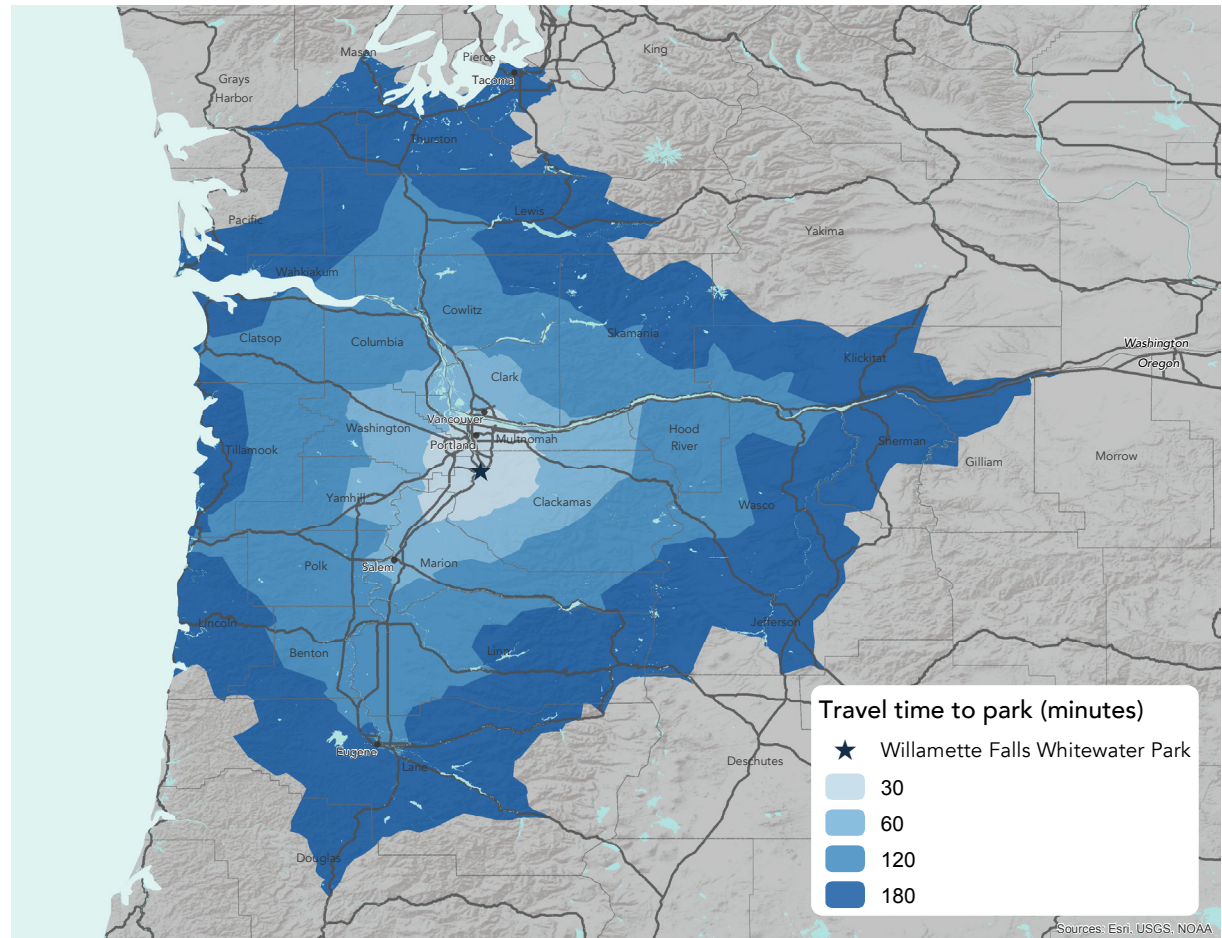 Mason
Pierce
King
Grays
Harbor
Tacoma
Thurston
Pacific
Lewis
Yakima
Wahkiakum
Cowlitz
Clatsop
Columbia
Skamania
Klickitat
Washington
Oregon
Clark
Vancouver
Washington
Portland
Multnomah
Hood
River
Tillamook
Sherman
Gilliam
Morrow
Yamhill
Clackamas
Wasco
Polk
Salem
Marion
Lincoln
Jefferson
Benton
Linn
Eugene
Lane
Deschutes
Douglas
Travel time to park (minutes)
Willamette Falls Whitewater Park
30
60
120
180
Sources: Esri, USGS, NOAA